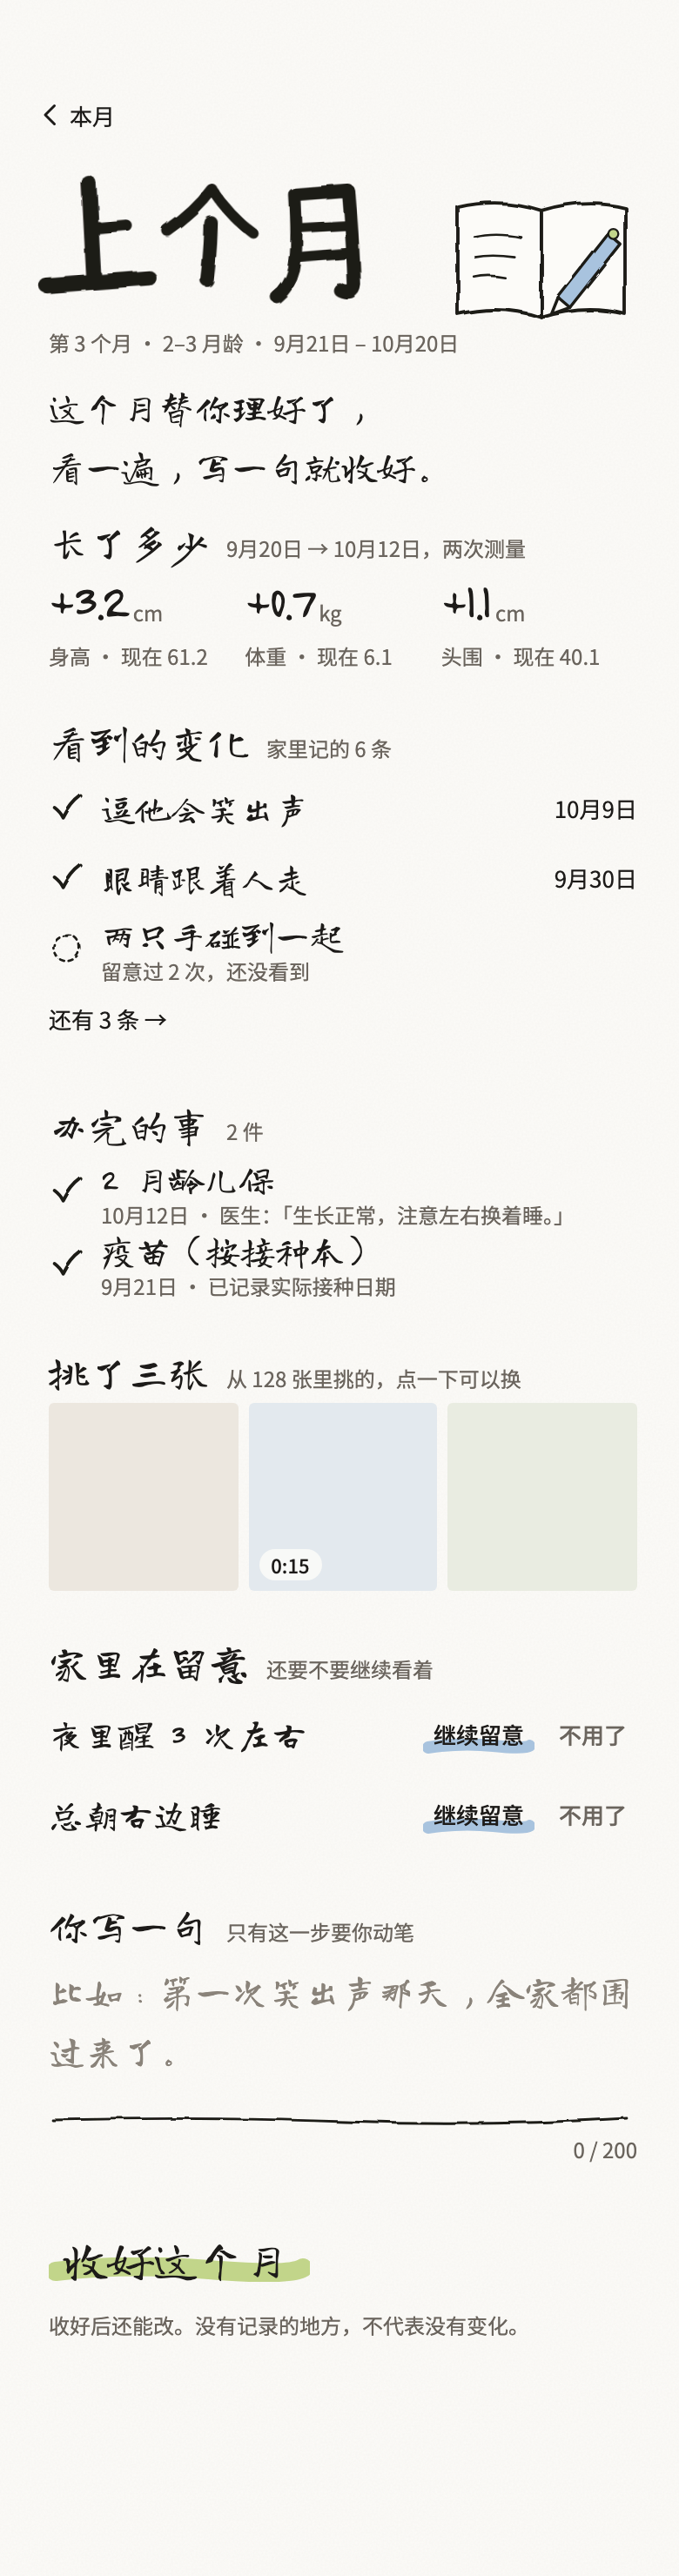 本月
上个月
第 3 个月 · 2–3 月龄 · 9月21日 – 10月20日
这个月替你理好了，
看一遍，写一句就收好。
长了多少 9月20日 → 10月12日，两次测量
+3.2 cm +0.7 kg +1.1 cm
身高 · 现在 61.2 体重 · 现在 6.1 头围 · 现在 40.1
看到的变化 家里记的 6 条
逗他会笑出声 10月9日
眼睛跟着人走 9月30日
两只手碰到一起
留意过 2 次，还没看到
还有 3 条 →
办完的事 2 件
2 月龄儿保
10月12日 · 医生：「生长正常，注意左右换着睡。」
疫苗（按接种本）
9月21日 · 已记录实际接种日期
挑了三张 从 128 张里挑的，点一下可以换
0:15
家里在留意 还要不要继续看着
夜里醒 3 次左右 继续留意 不用了
总朝右边睡 继续留意 不用了
你写一句 只有这一步要你动笔
比如：第一次笑出声那天，全家都围
过来了。
0 / 200
收好这个月
收好后还能改。没有记录的地方，不代表没有变化。